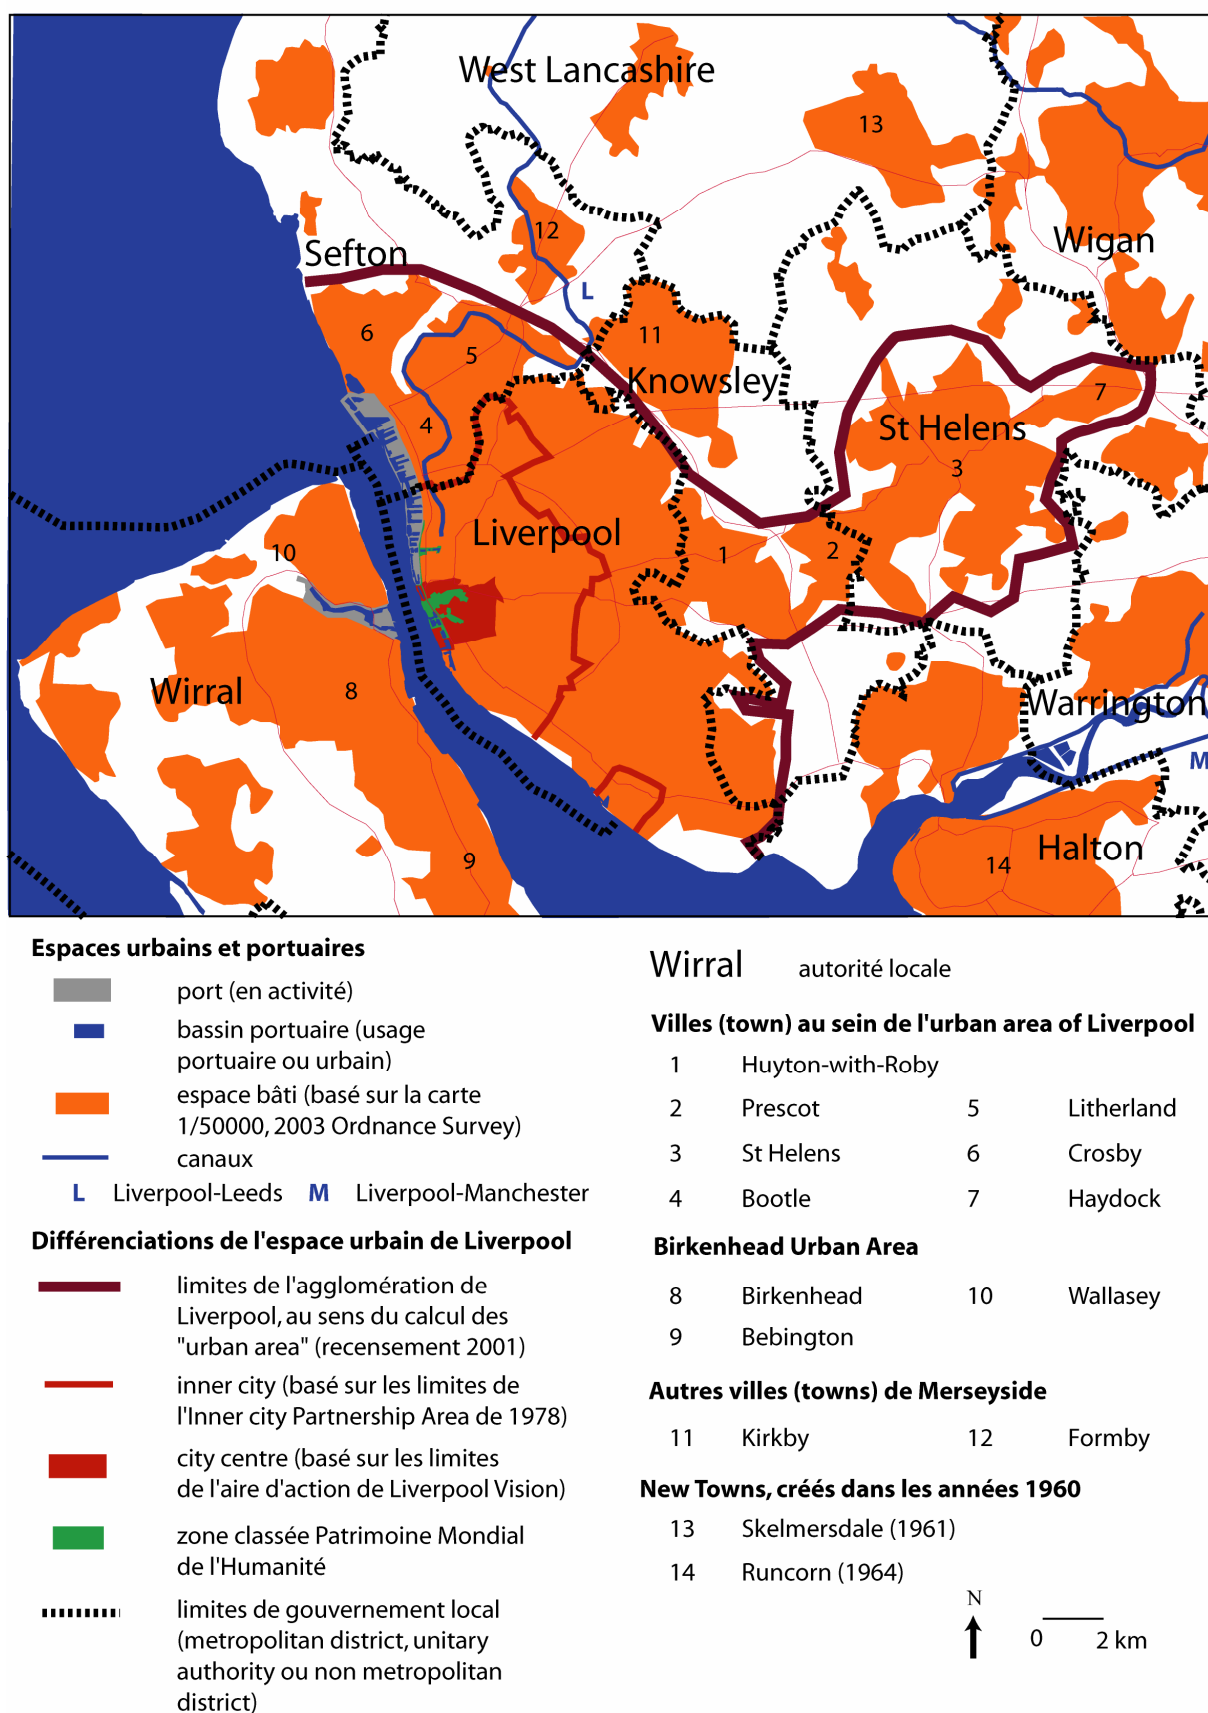 West Lancashire
13
12
Sefton
Wigan
L
6
11
5
Knowsley
7
4
St Helens
3
Liverpool
10
1
2
Wirral
8
Warrington
M
Halton
9
14
Espaces urbains et portuaires
port (en activité)
bassin portuaire (usage
portuaire ou urbain)
espace bâti (basé sur la carte
1/50000, 2003 Ordnance Survey)
canaux
L Liverpool-Leeds M Liverpool-Manchester
Différenciations de l'espace urbain de Liverpool
limites de l'agglomération de
Liverpool, au sens du calcul des
"urban area" (recensement 2001)
inner city (basé sur les limites de
l'Inner city Partnership Area de 1978)
city centre (basé sur les limites
de l'aire d'action de Liverpool Vision)
zone classée Patrimoine Mondial
de l'Humanité
limites de gouvernement local
(metropolitan district, unitary
authority ou non metropolitan
district)
Wirral autorité locale
Villes (town) au sein de l'urban area of Liverpool
1 Huyton-with-Roby
2 Prescot 5 Litherland
3 St Helens 6 Crosby
4 Bootle 7 Haydock
Birkenhead Urban Area
8 Birkenhead 10 Wallasey
9 Bebington
Autres villes (towns) de Merseyside
11 Kirkby 12 Formby
New Towns, créés dans les années 1960
13 Skelmersdale (1961)
14 Runcorn (1964)
N
0 2 km